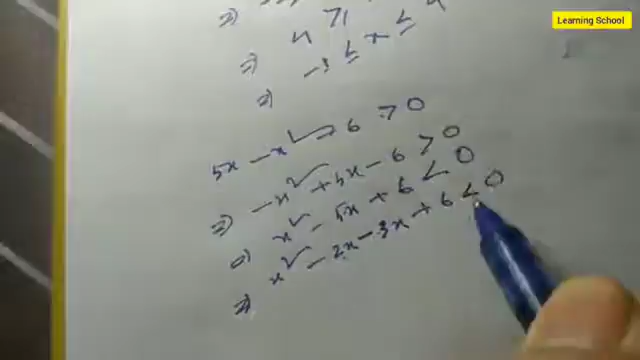 Learning School
⇒) -3 ≤ x ≤ 4
5x - x² - 6 > 0
⇒) -x² + 5x - 6 > 0
⇒) x² - 5x + 6 < 0
⇒) x² - 2x - 3x + 6 < 0